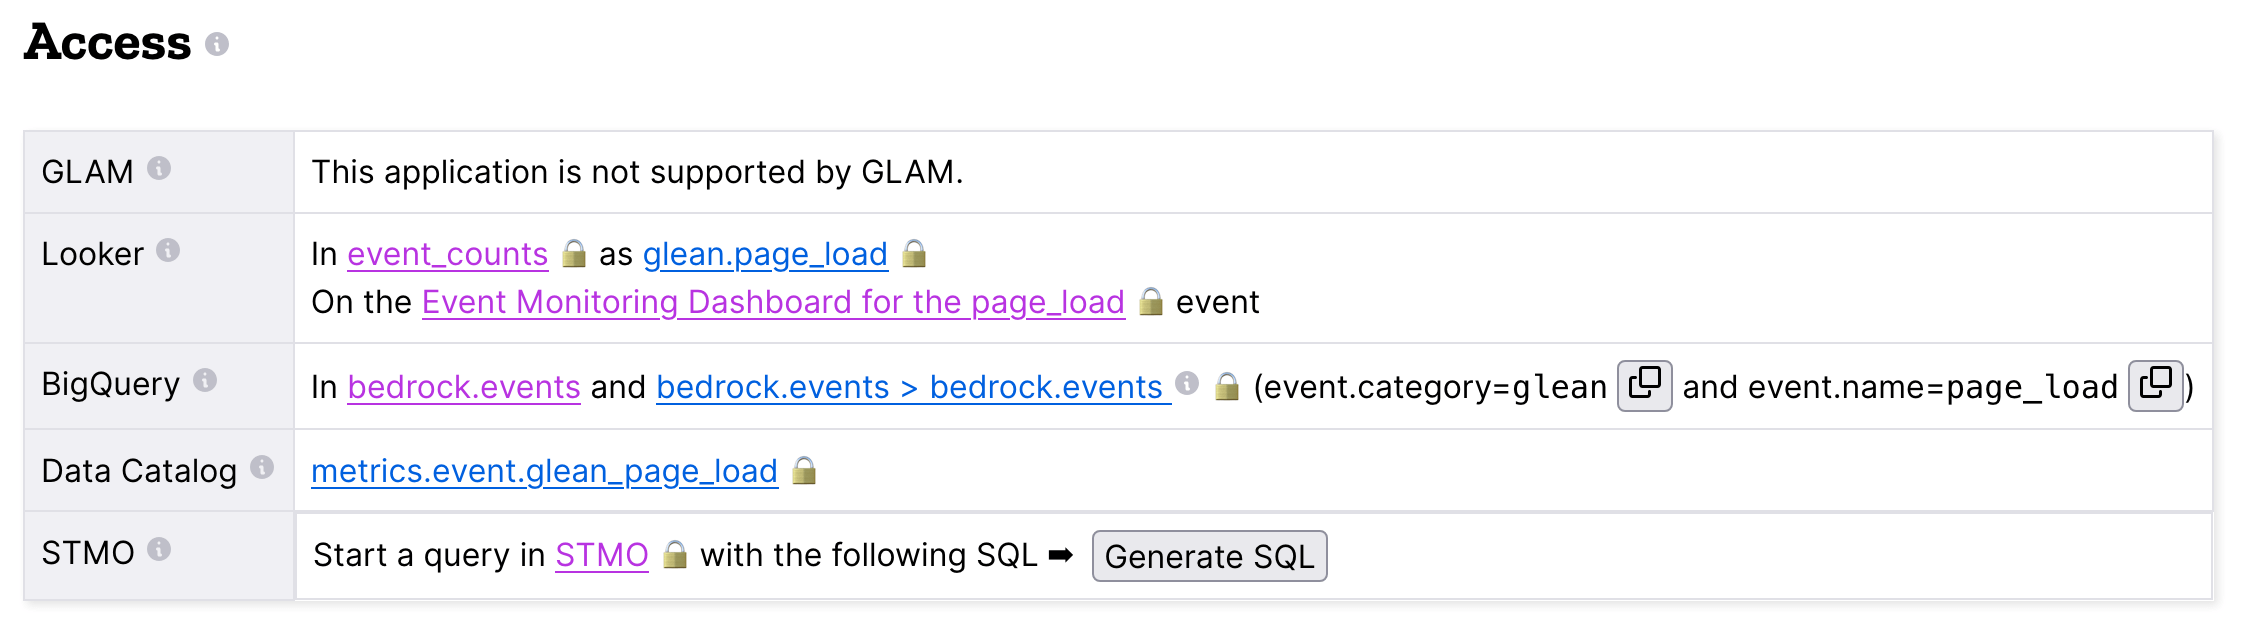 Access
GLAM
This application is not supported by GLAM.
Looker
In event_counts 🔒 as glean.page_load 🔒
On the Event Monitoring Dashboard for the page_load 🔒 event
BigQuery
In bedrock.events and bedrock.events > bedrock.events 🔒 (event.category=glean and event.name=page_load )
Data Catalog
metrics.event.glean_page_load 🔒
STMO
Start a query in STMO 🔒 with the following SQL ➡ Generate SQL